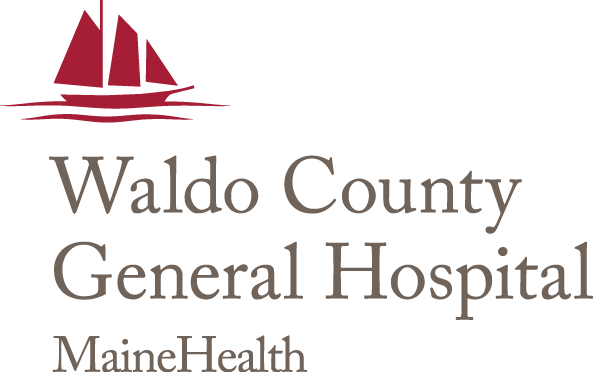 Waldo County
General Hospital
MaineHealth